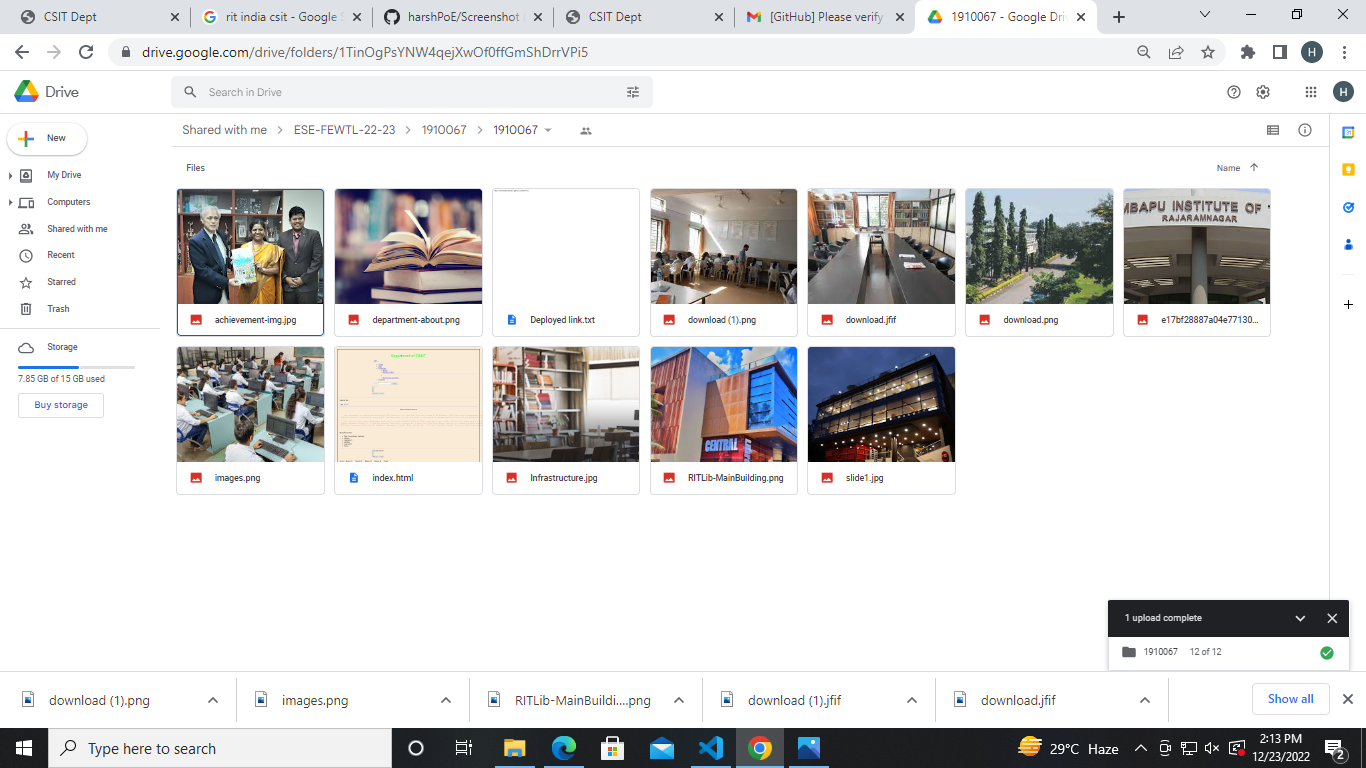 CSIT Dept
rit india csit - Google S
harshPoE/Screenshot
CSIT Dept
[GitHub] Please verify
1910067 - Google Dri
drive.google.com/drive/folders/1TinOgPsYNW4qejXwOf0ffGmShDrrVPi5
H
Drive
Search in Drive
H
New
Shared with me
ESE-FEWTL-22-23
1910067
1910067
My Drive
Computers
Shared with me
Recent
Starred
Trash
Storage
7.85 GB of 15 GB used
Buy storage
Files
Name
MBAPU INSTITUTE OF
RAJARAMNAGAR
achievement-img.jpg
department-about.png
Deployed link.txt
download (1).png
download.jfif
download.png
e17bf28887a04e77130...
CENTRAL
images.png
index.html
Infrastructure.jpg
RITLib-MainBuilding.png
slide1.jpg
1 upload complete
1910067
12 of 12
download (1).png
images.png
RITLib-MainBuildi....png
download (1).jfif
download.jfif
Show all
Type here to search
29°C Haze
2:13 PM
12/23/2022
2